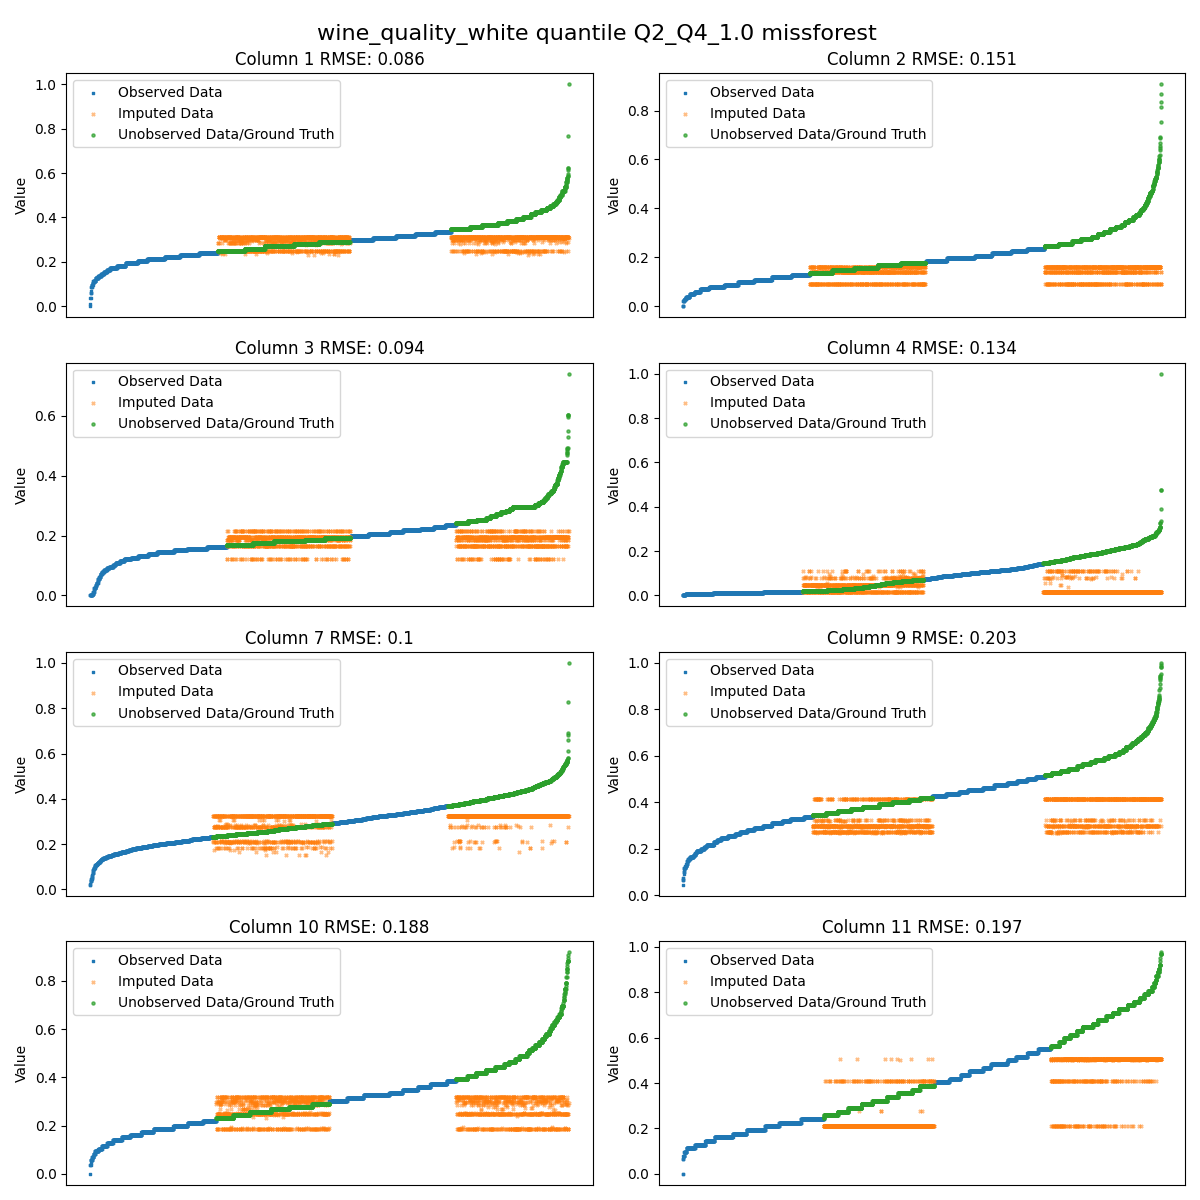 wine_quality_white quantile Q2_Q4_1.0 missforest
Column 1 RMSE: 0.086
Value
1.0
0.8
0.6
0.4
0.2
0.0
Observed Data
Imputed Data
Unobserved Data/Ground Truth
Column 2 RMSE: 0.151
Value
0.8
0.6
0.4
0.2
0.0
Observed Data
Imputed Data
Unobserved Data/Ground Truth
Column 3 RMSE: 0.094
Value
0.6
0.4
0.2
0.0
Observed Data
Imputed Data
Unobserved Data/Ground Truth
Column 4 RMSE: 0.134
Value
1.0
0.8
0.6
0.4
0.2
0.0
Observed Data
Imputed Data
Unobserved Data/Ground Truth
Column 7 RMSE: 0.1
Value
1.0
0.8
0.6
0.4
0.2
0.0
Observed Data
Imputed Data
Unobserved Data/Ground Truth
Column 9 RMSE: 0.203
Value
1.0
0.8
0.6
0.4
0.2
0.0
Observed Data
Imputed Data
Unobserved Data/Ground Truth
Column 10 RMSE: 0.188
Value
0.8
0.6
0.4
0.2
0.0
Observed Data
Imputed Data
Unobserved Data/Ground Truth
Column 11 RMSE: 0.197
Value
1.0
0.8
0.6
0.4
0.2
0.0
Observed Data
Imputed Data
Unobserved Data/Ground Truth